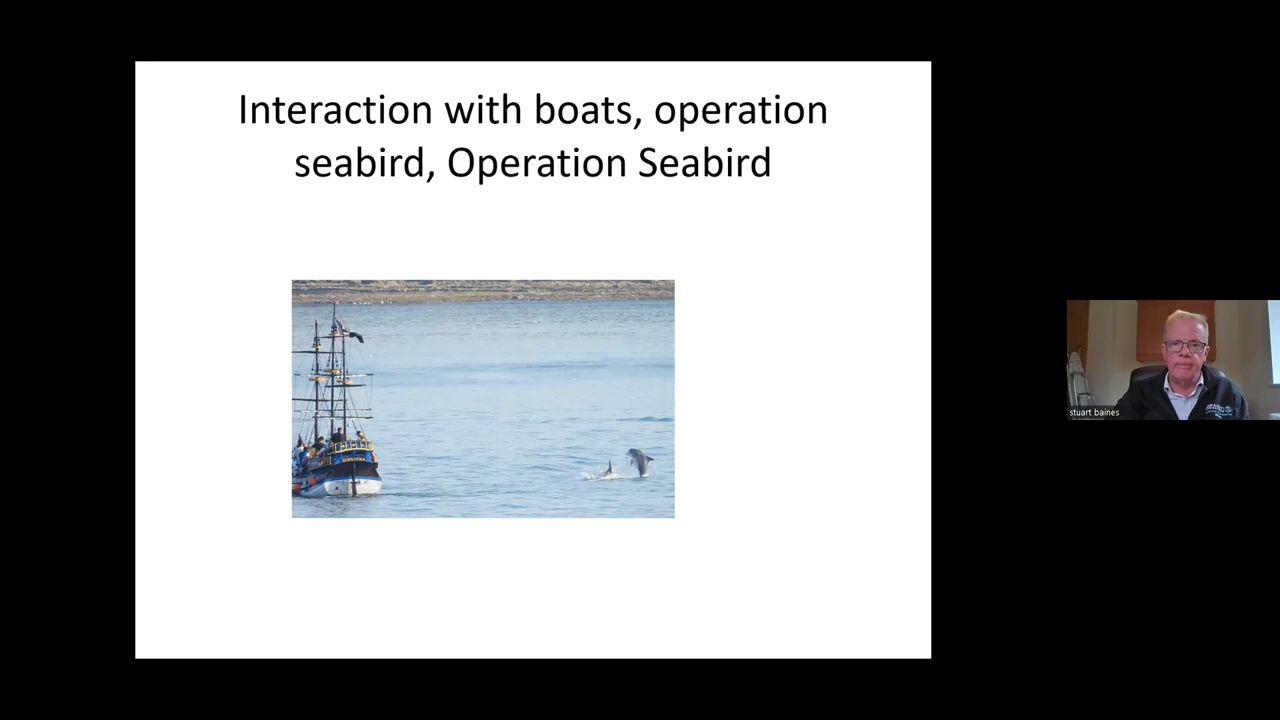 Interaction with boats, operation
seabird, Operation Seabird
stuart baines